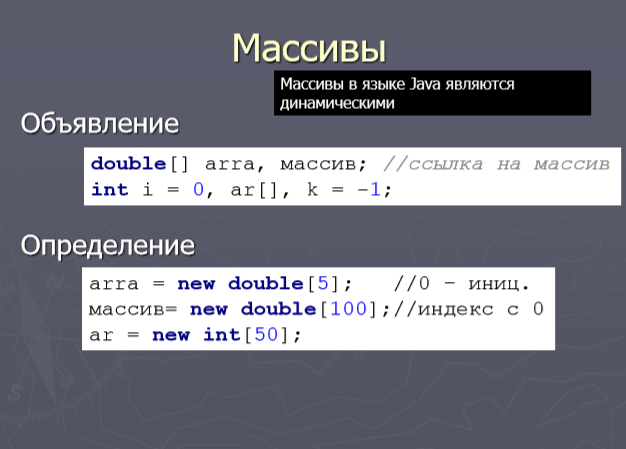 Массивы
Массивы в языке Java являются
динамическими
Объявление
double[] arra, массив; //ссылка на массив
int i = 0, ar[], k = -1;
Определение
arra = new double[5];   //0 – иниц.
массив= new double[100];//индекс с 0
ar = new int[50];